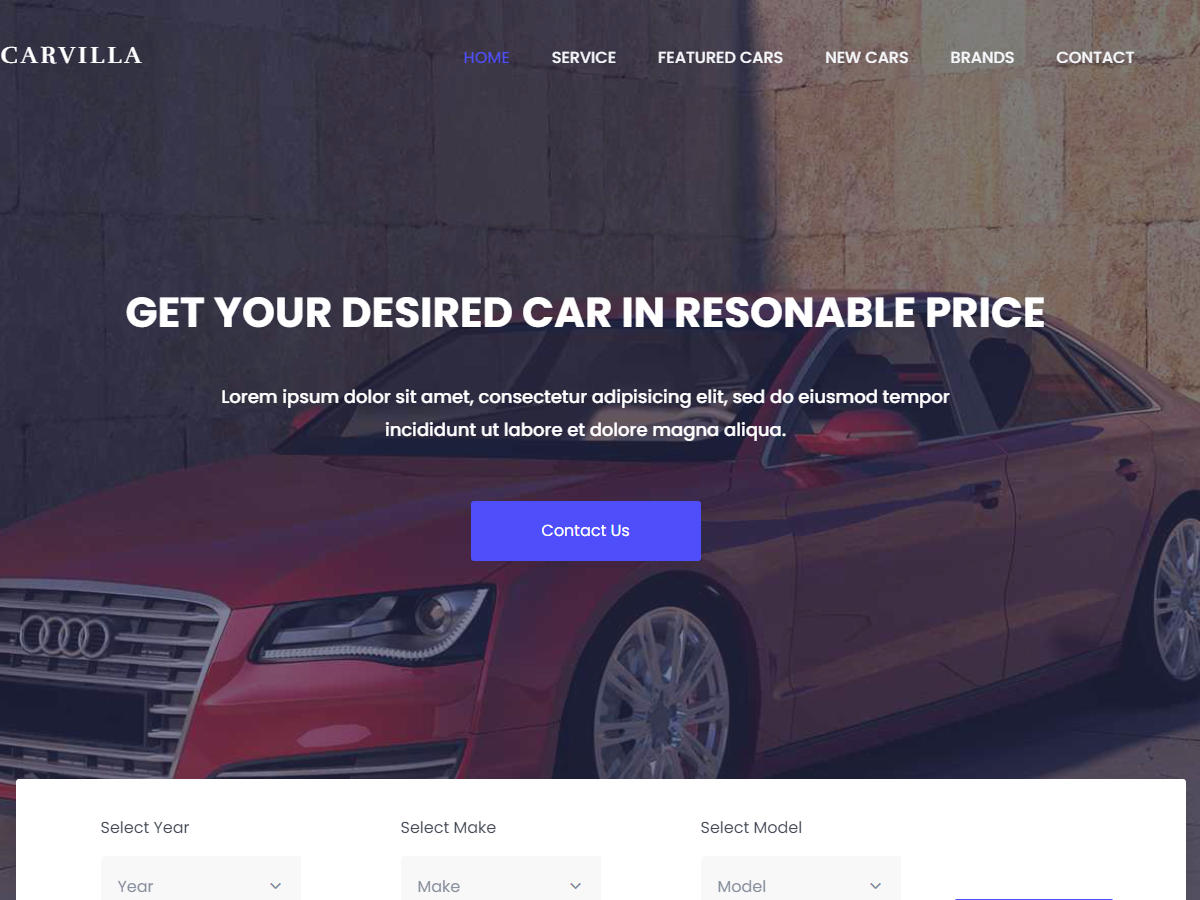 CARVILLA
HOME SERVICE FEATURED CARS NEW CARS BRANDS CONTACT
GET YOUR DESIRED CAR IN RESONABLE PRICE
Lorem ipsum dolor sit amet, consectetur adipisicing elit, sed do eiusmod tempor
incididunt ut labore et dolore magna aliqua.
Contact Us
Select Year Select Make Select Model
Year Make Model